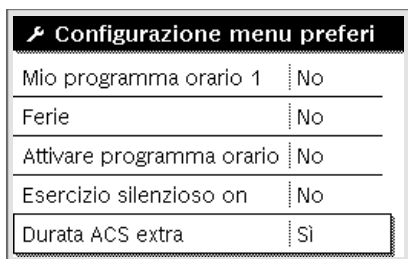 Configurazione menu preferi
Mio programma orario 1 No
Ferie No
Attivare programma orario No
Esercizio silenzioso on No
Durata ACS extra Sì